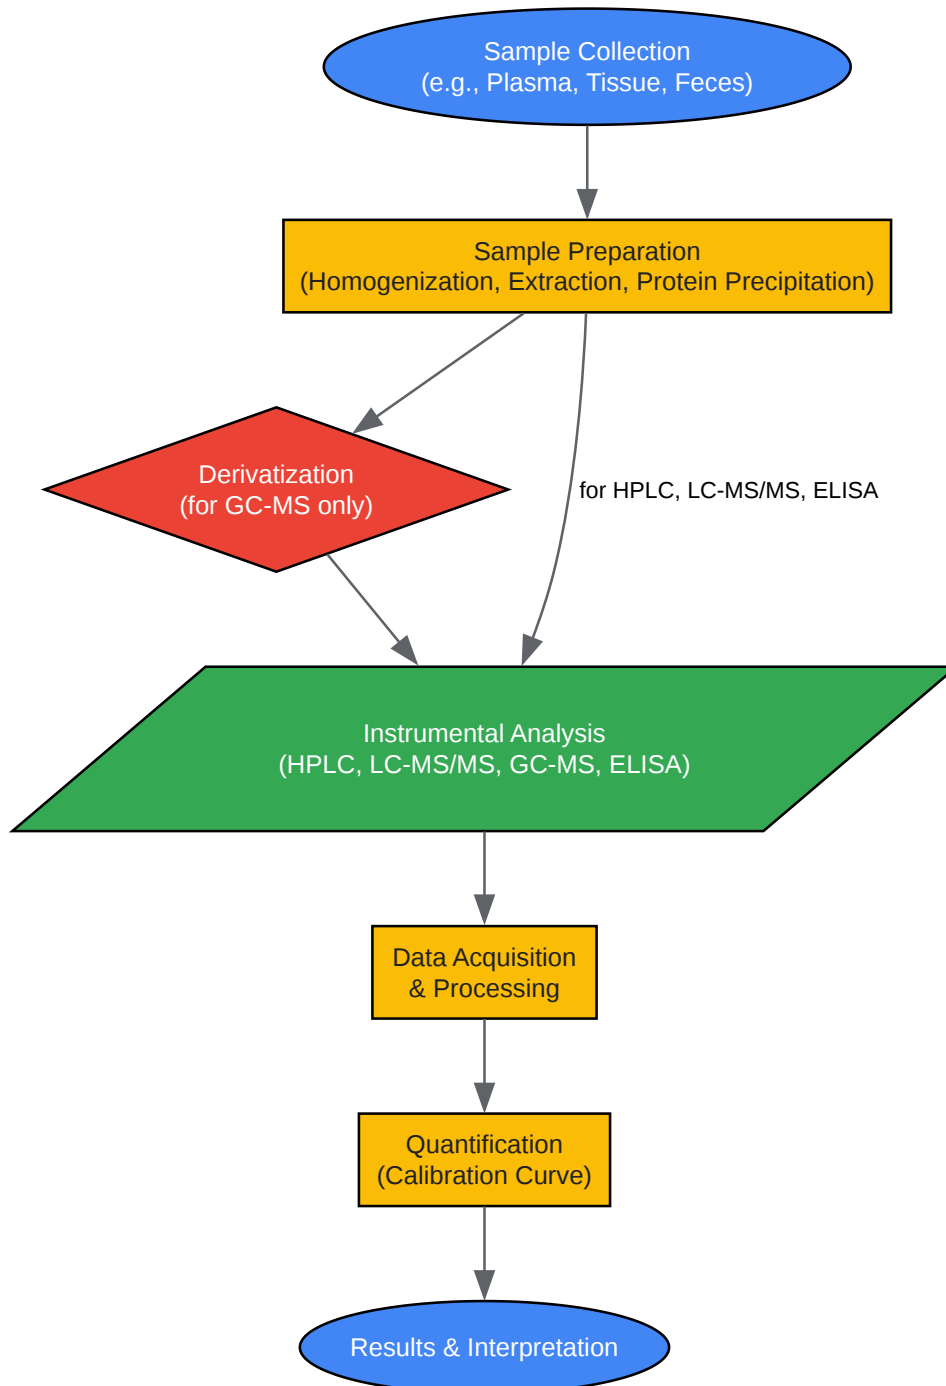 Sample Collection
(e.g., Plasma, Tissue, Feces)
Sample Preparation
(Homogenization, Extraction, Protein Precipitation)
Derivatization
(for GC-MS only)
for HPLC, LC-MS/MS, ELISA
Instrumental Analysis
(HPLC, LC-MS/MS, GC-MS, ELISA)
Data Acquisition
& Processing
Quantification
(Calibration Curve)
Results & Interpretation